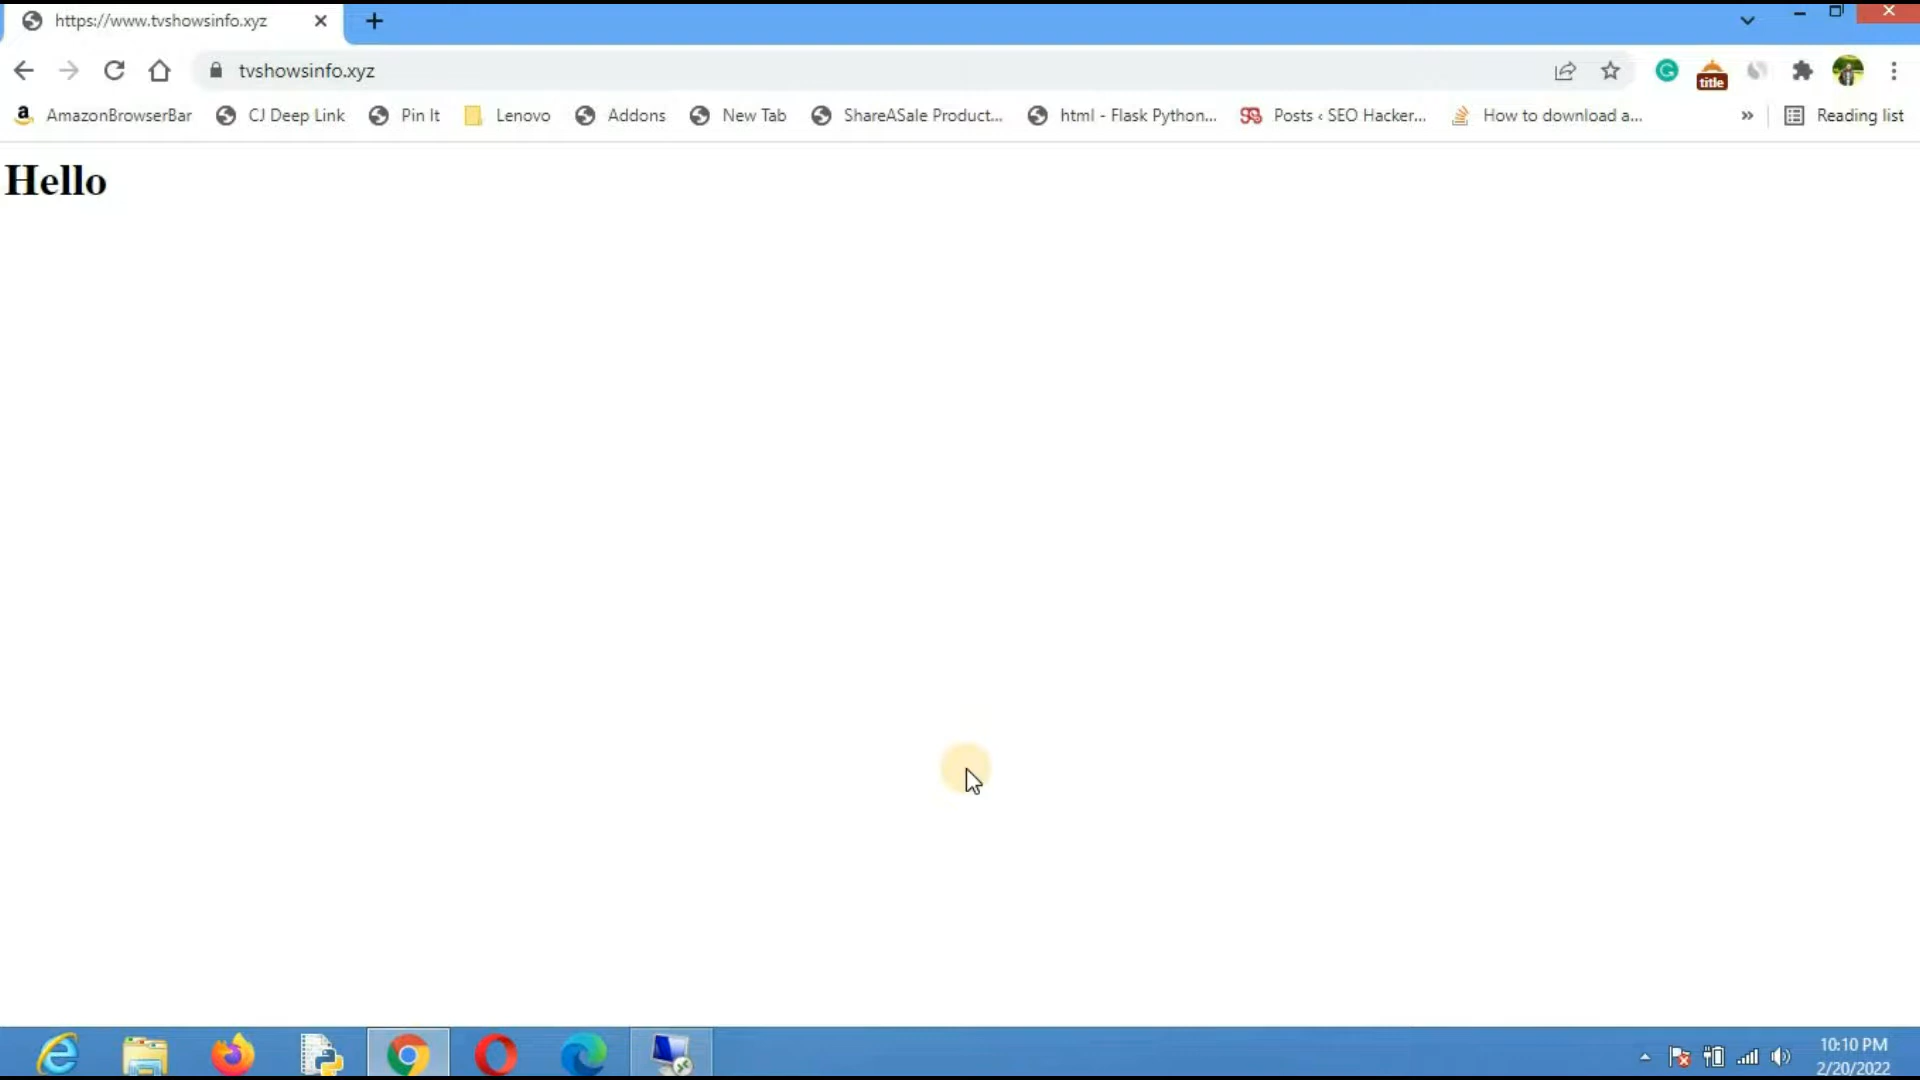 https://www.tvshowsinfo.xyz
tvshowsinfo.xyz
title
AmazonBrowserBar CJ Deep Link Pin It Lenovo Addons New Tab ShareASale Product... html - Flask Python... Posts ‹ SEO Hacker... How to download a... » Reading list
Hello
10:10 PM
2/20/2022